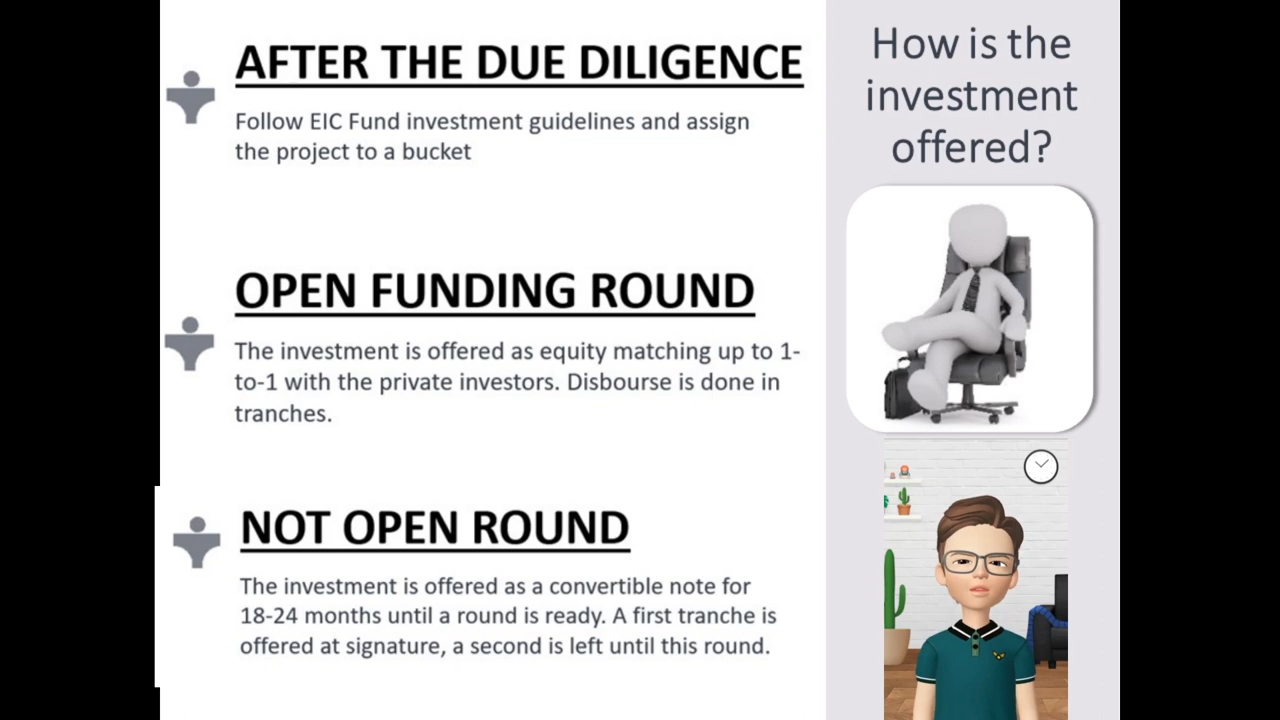 AFTER THE DUE DILIGENCE
Follow EIC Fund investment guidelines and assign
the project to a bucket
OPEN FUNDING ROUND
The investment is offered as equity matching up to 1-
to-1 with the private investors. Disbourse is done in
tranches.
NOT OPEN ROUND
The investment is offered as a convertible note for
18-24 months until a round is ready. A first tranche is
offered at signature, a second is left until this round.
How is the
investment
offered?